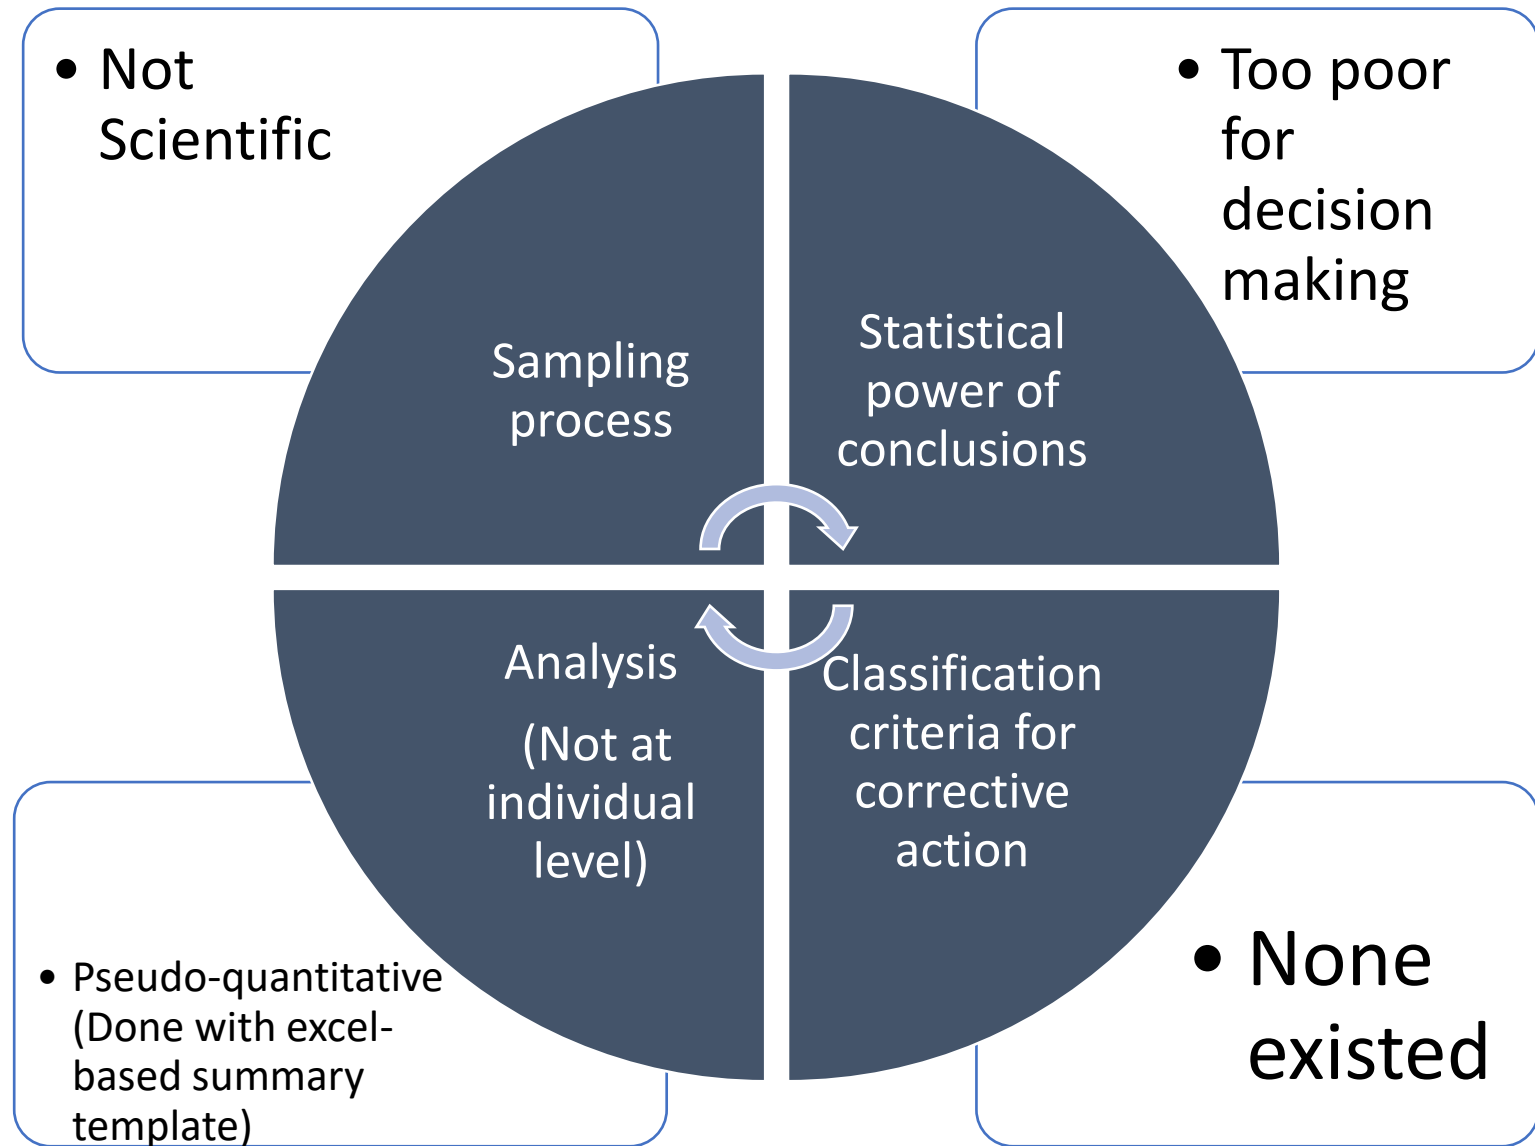 • Not
Scientific
• Too poor
for
decision
making
Sampling
process
Statistical
power of
conclusions
Analysis
(Not at
individual
level)
Classification
criteria for
corrective
action
• Pseudo-quantitative
(Done with excel-
based summary
template)
• None
existed